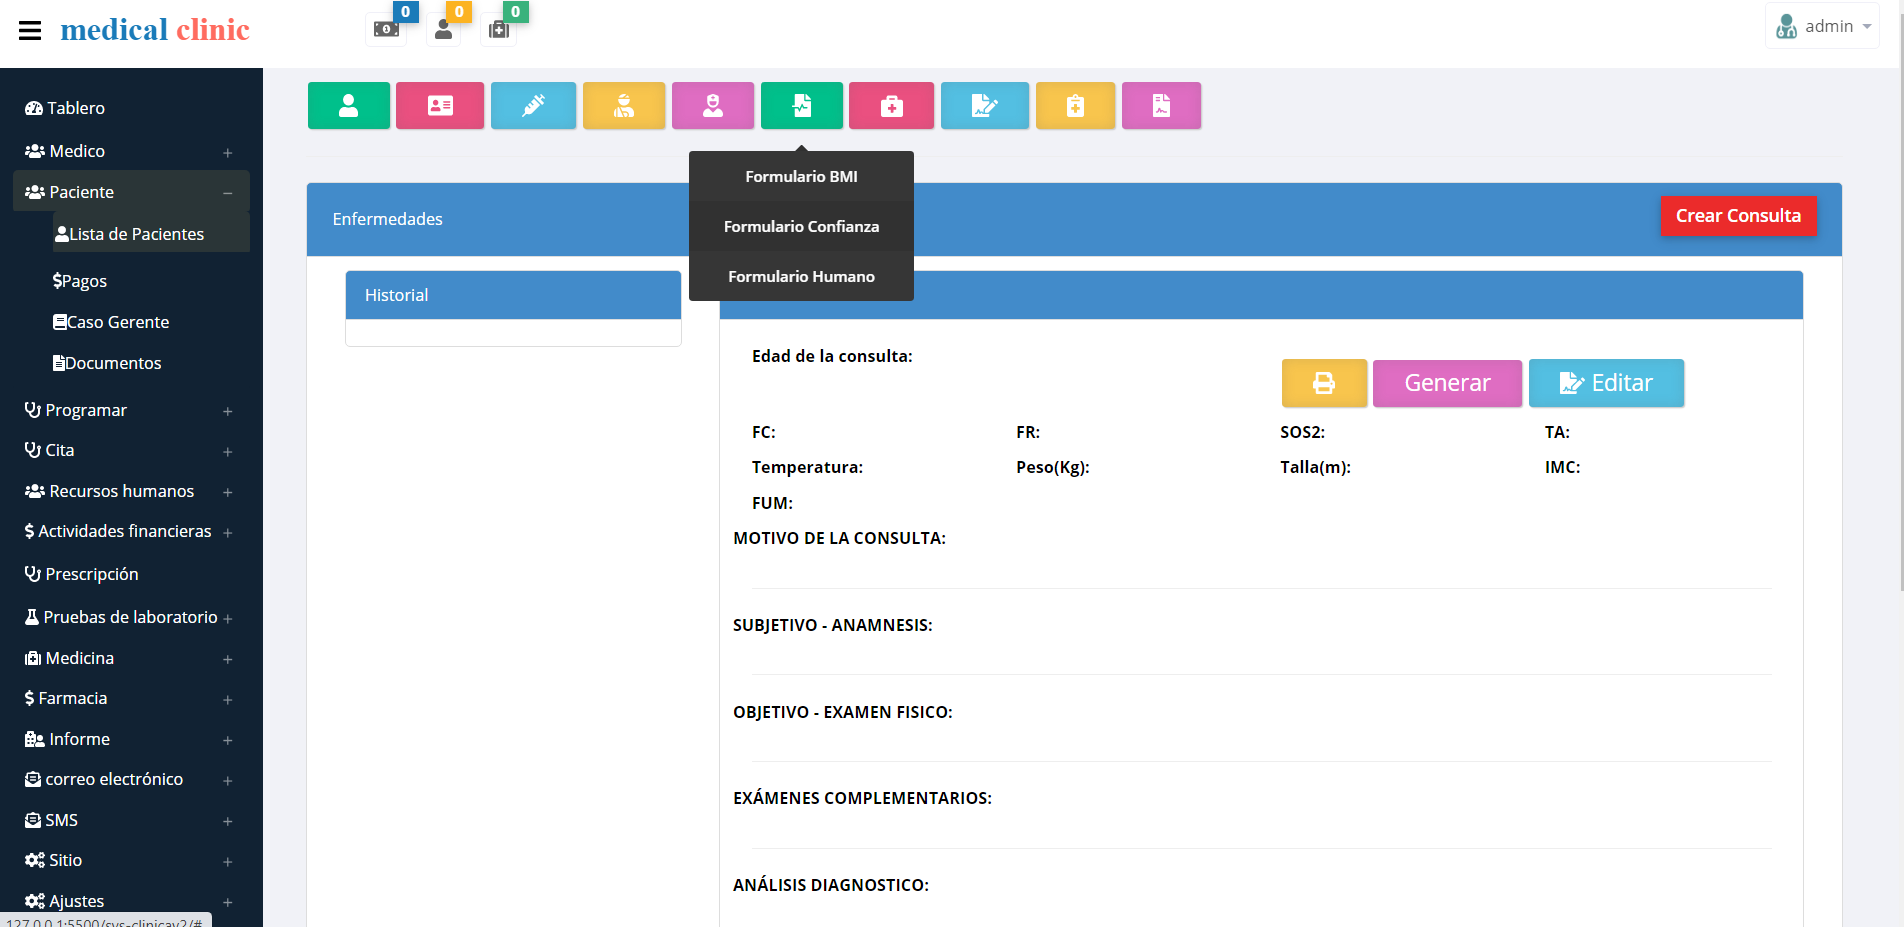 medical clinic
0
0
0
admin
Tablero
Medico
Paciente
Lista de Pacientes
$Pagos
Caso Gerente
Documentos
Programar
Cita
Recursos humanos
$ Actividades financieras
Prescripción
Pruebas de laboratorio
Medicina
$ Farmacia
Informe
correo electrónico
SMS
Sitio
Ajustes
127.0.0.1:5500/sys-clinicav2/#
Formulario BMI
Formulario Confianza
Formulario Humano
Enfermedades
Crear Consulta
Historial
Edad de la consulta:
Generar
Editar
FC: FR: SOS2: TA:
Temperatura: Peso(Kg): Talla(m): IMC:
FUM:
MOTIVO DE LA CONSULTA:
SUBJETIVO - ANAMNESIS:
OBJETIVO - EXAMEN FISICO:
EXÁMENES COMPLEMENTARIOS:
ANÁLISIS DIAGNOSTICO: